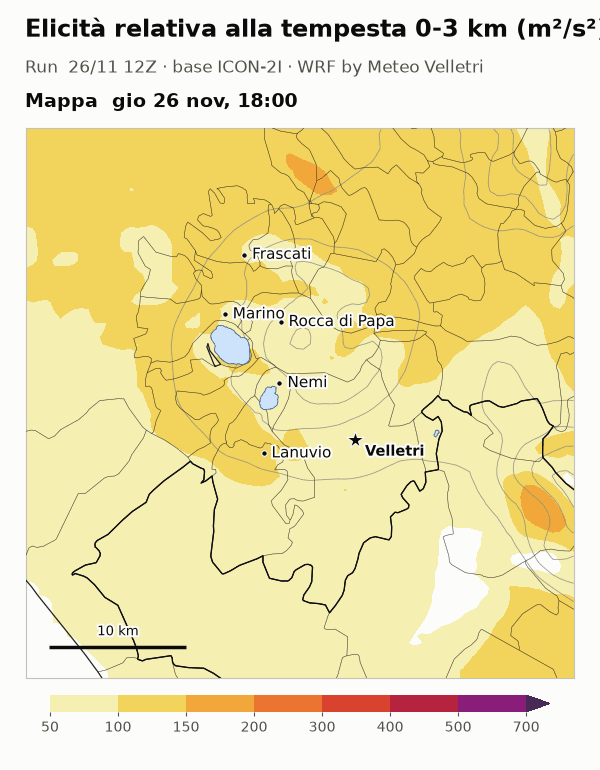 Elicità relativa alla tempesta 0-3 km (m²/s²)
Run 26/11 12Z · base ICON-2I · WRF by Meteo Velletri
Mappa gio 26 nov, 18:00
Frascati
Marino
Rocca di Papa
Nemi
Velletri
Lanuvio
10 km
50 100 150 200 300 400 500 700